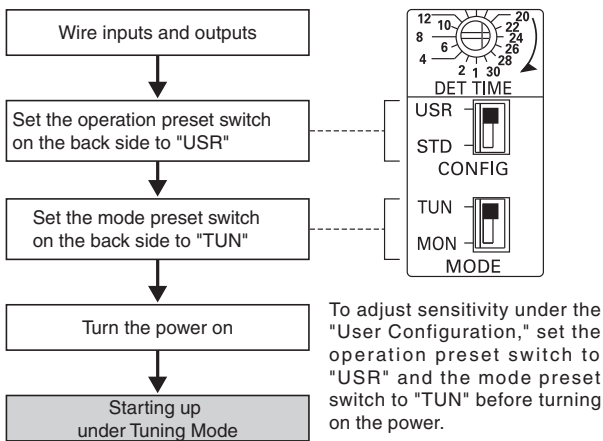 Wire inputs and outputs
Set the operation preset switch
on the back side to "USR"
Set the mode preset switch
on the back side to "TUN"
Turn the power on
Starting up
under Tuning Mode
12
10
8
6
4
2
1
30
28
26
24
22
20
DET TIME
USR
STD
CONFIG
TUN
MON
MODE
To adjust sensitivity under the
"User Configuration," set the
operation preset switch to
"USR" and the mode preset
switch to "TUN" before turning
on the power.